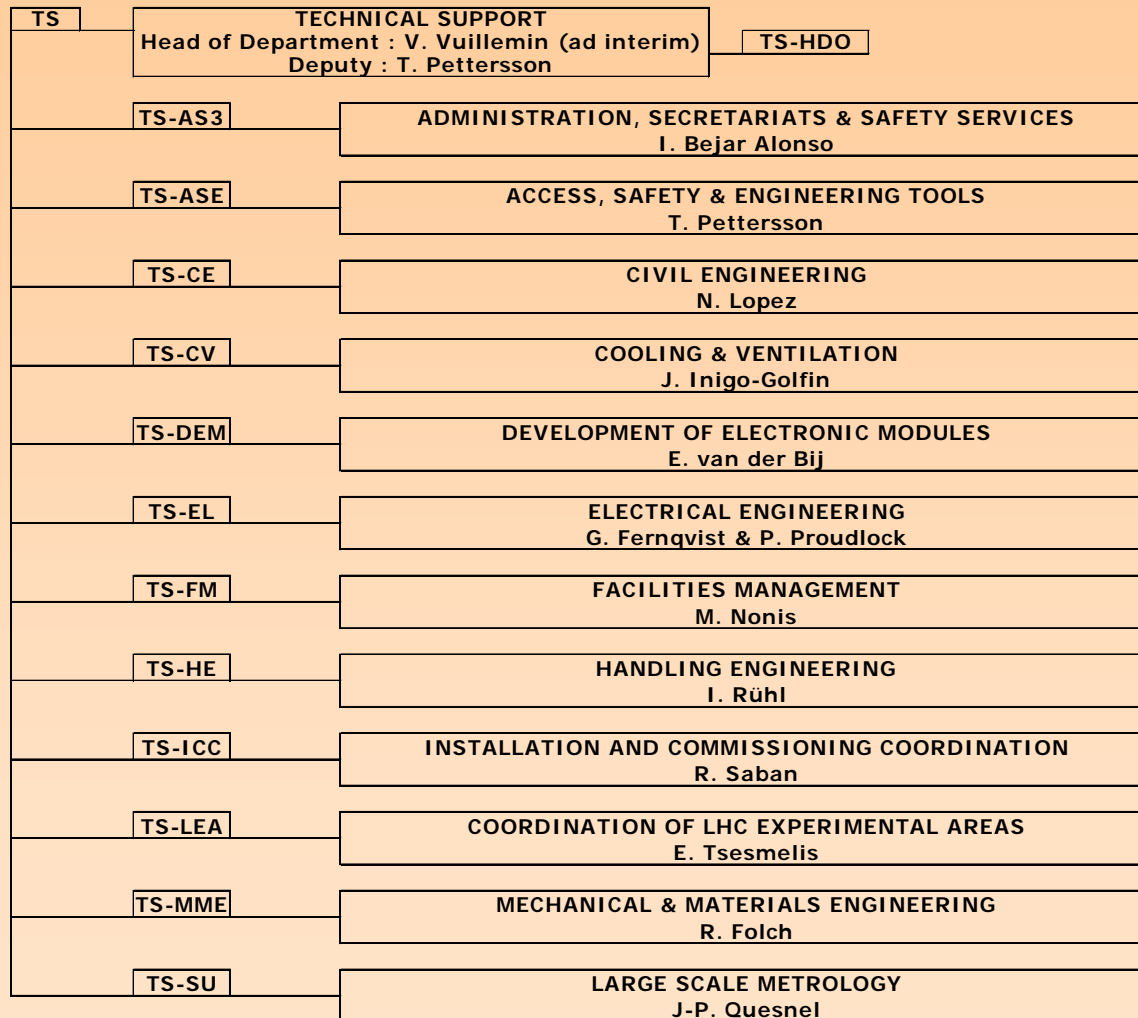 TS
TECHNICAL SUPPORT
Head of Department : V. Vuillemin (ad interim)
Deputy : T. Pettersson
TS-HDO
TS-AS3
ADMINISTRATION, SECRETARIATS & SAFETY SERVICES
I. Bejar Alonso
TS-ASE
ACCESS, SAFETY & ENGINEERING TOOLS
T. Pettersson
TS-CE
CIVIL ENGINEERING
N. Lopez
TS-CV
COOLING & VENTILATION
J. Inigo-Golfin
TS-DEM
DEVELOPMENT OF ELECTRONIC MODULES
E. van der Bij
TS-EL
ELECTRICAL ENGINEERING
G. Fernqvist & P. Proudlock
TS-FM
FACILITIES MANAGEMENT
M. Nonis
TS-HE
HANDLING ENGINEERING
I. Rühl
TS-ICC
INSTALLATION AND COMMISSIONING COORDINATION
R. Saban
TS-LEA
COORDINATION OF LHC EXPERIMENTAL AREAS
E. Tsesmelis
TS-MME
MECHANICAL & MATERIALS ENGINEERING
R. Folch
TS-SU
LARGE SCALE METROLOGY
J-P. Quesnel